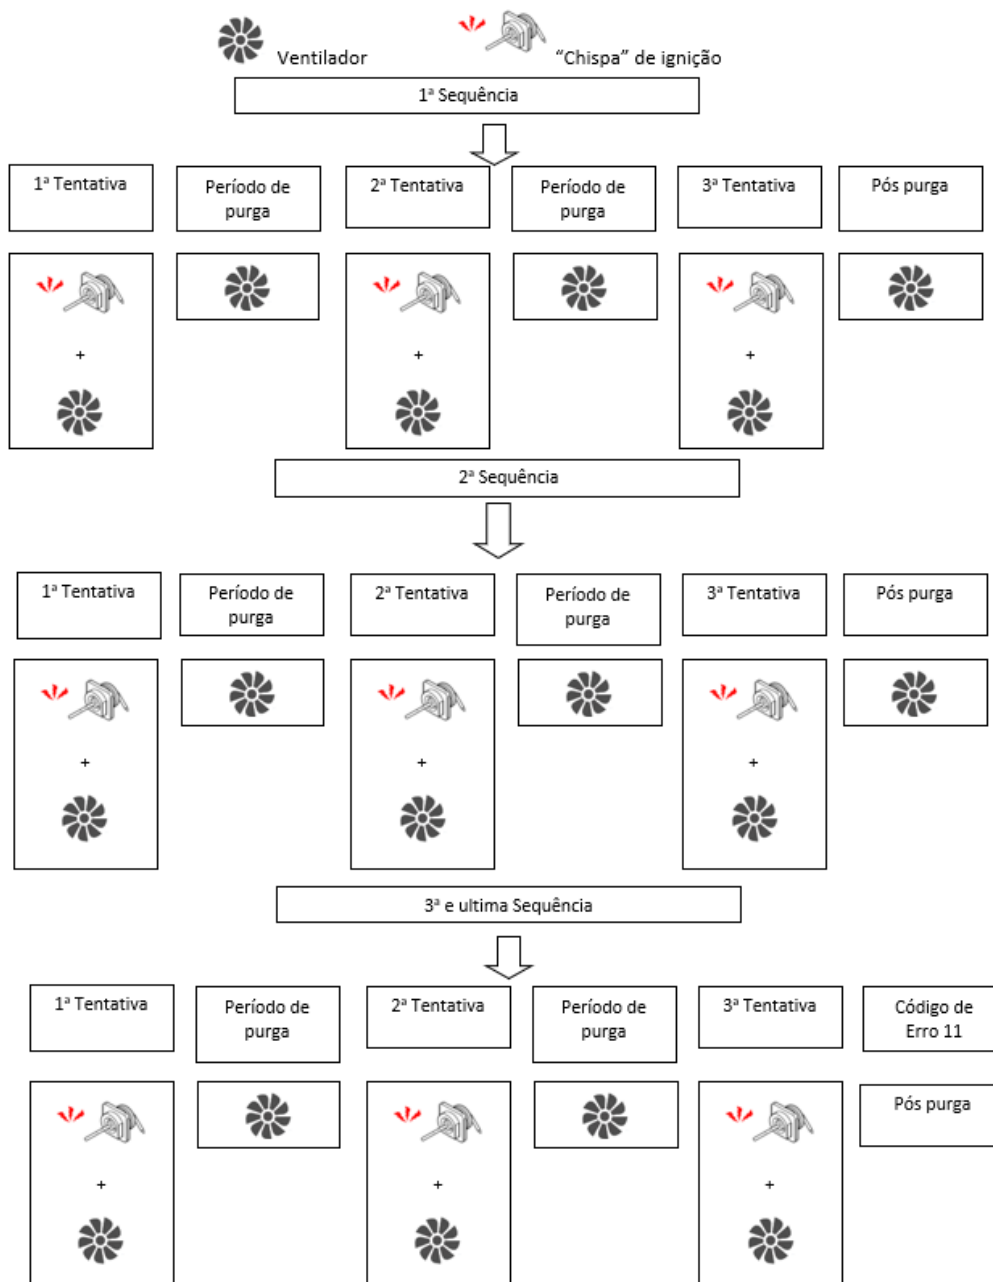 Ventilador
“Chispa” de ignição
1ª Sequência
1ª Tentativa
Período de
purga
2ª Tentativa
Período de
purga
3ª Tentativa
Pós purga
+
+
+
2ª Sequência
1ª Tentativa
Período de
purga
2ª Tentativa
Período de
purga
3ª Tentativa
Pós purga
+
+
+
3ª e ultima Sequência
1ª Tentativa
Período de
purga
2ª Tentativa
Período de
purga
3ª Tentativa
Código de
Erro 11
Pós purga
+
+
+